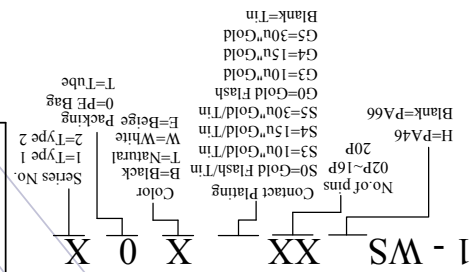 1 - WS XX X 0 X
H=PA46
Blank=PA66
No.of pins
02P~16P
20P
Contact Plating
S0=Gold Flash/Tin
S3=10u"Gold/Tin
S4=15u"Gold/Tin
S5=30u"Gold/Tin
G0=Gold Flash
G3=10u"Gold
G4=15u"Gold
G5=30u"Gold
Blank=Tin
Color
B=Black
T=Natural
W=White
E=Beige
Packing
0=PE Bag
T=Tube
Series No.
1=Type 1
2=Type 2